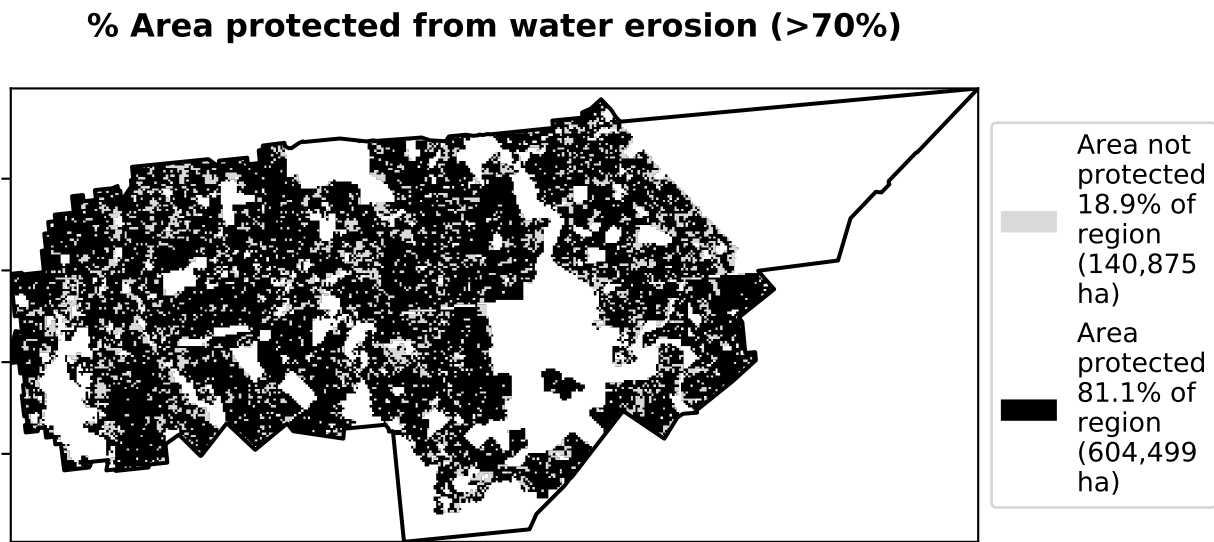 % Area protected from water erosion (>70%)
Area not
protected
18.9% of
region
(140,875
ha)
Area
protected
81.1% of
region
(604,499
ha)